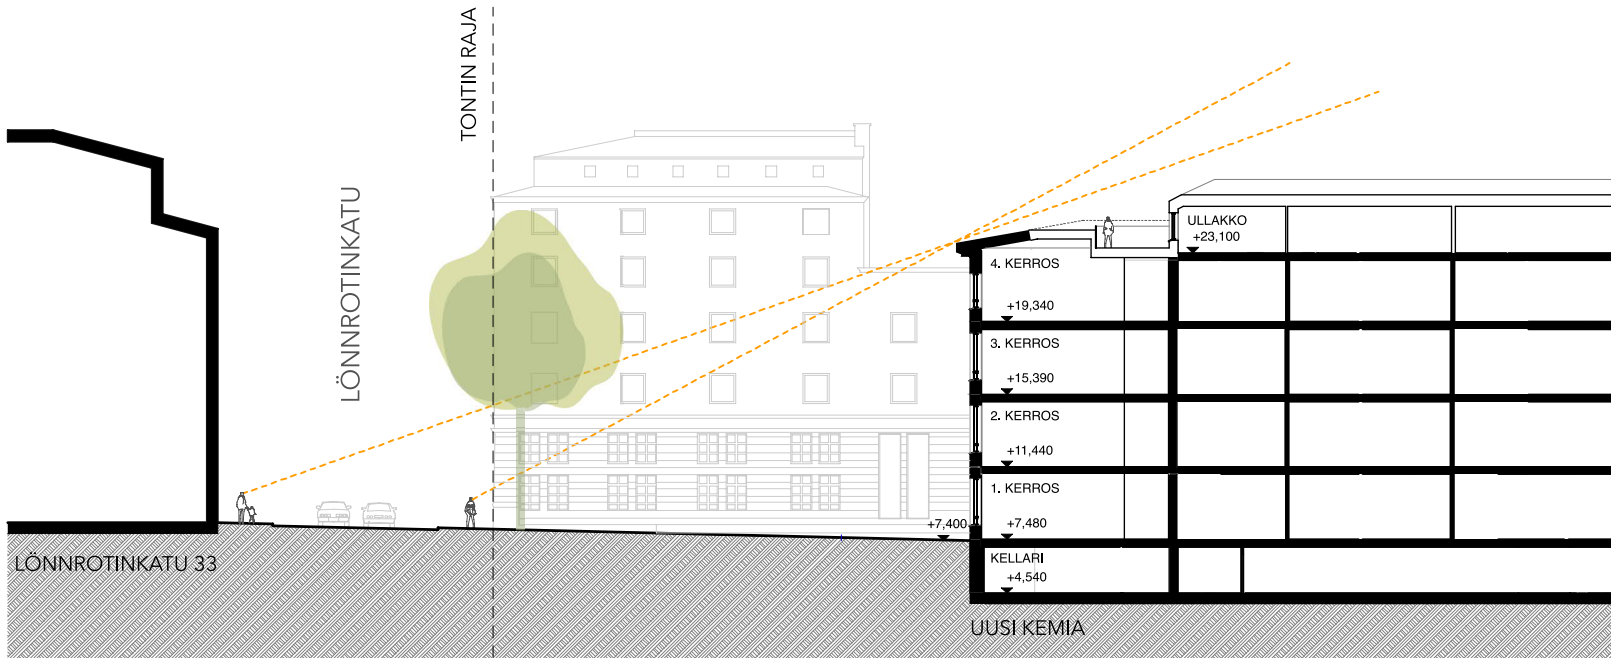 TONTIN RAJA
LÖNNROTINKATU
ULLAKKO
+23,100
4. KERROS
+19,340
3. KERROS
+15,390
2. KERROS
+11,440
1. KERROS
+7,400
+7,480
KELLARI
+4,540
LÖNNROTINKATU 33
UUSI KEMIA